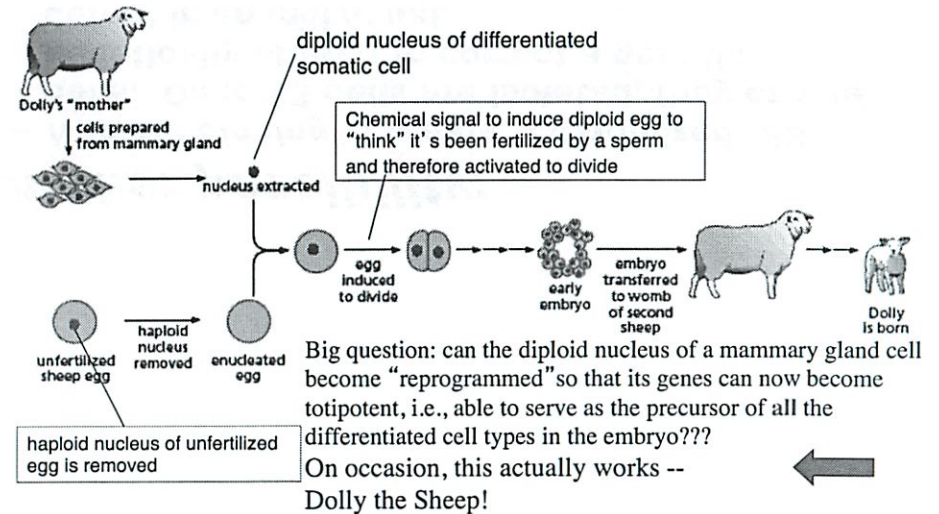 diploid nucleus of differentiated
somatic cell
Dolly's "mother"
cells prepared
from mammary gland
Chemical signal to induce diploid egg to
“think” it’s been fertilized by a sperm
and therefore activated to divide
nucleus extracted
egg
induced
to divide
early
embryo
embryo
transferred
to womb
of second
sheep
Dolly
is born
unfertilized
sheep egg
haploid
nucleus
removed
enucleated
egg
haploid nucleus of unfertilized
egg is removed
Big question: can the diploid nucleus of a mammary gland cell
become “reprogrammed”so that its genes can now become
totipotent, i.e., able to serve as the precursor of all the
differentiated cell types in the embryo???
On occasion, this actually works --
Dolly the Sheep!